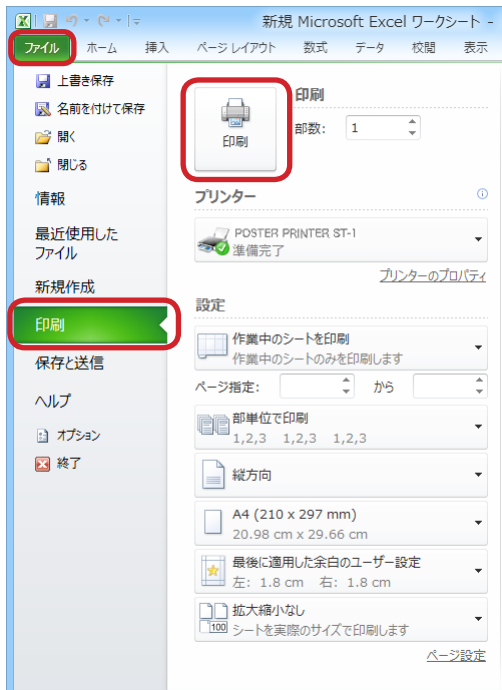 新規 Microsoft Excel ワークシート -
ファイル ホーム 挿入 ページ レイアウト 数式 データ 校閲 表示
上書き保存
名前を付けて保存
開く
閉じる
情報
最近使用した
ファイル
新規作成
印刷
保存と送信
ヘルプ
オプション
終了
印刷
印刷
部数: 1
プリンター
POSTER PRINTER ST-1
準備完了
プリンターのプロパティ
設定
作業中のシートを印刷
作業中のシートのみを印刷します
ページ指定: から
部単位で印刷
1,2,3 1,2,3 1,2,3
縦方向
A4 (210 x 297 mm)
20.98 cm x 29.66 cm
最後に適用した余白のユーザー設定
左: 1.8 cm 右: 1.8 cm
拡大縮小なし
100
シートを実際のサイズで印刷します
ページ設定